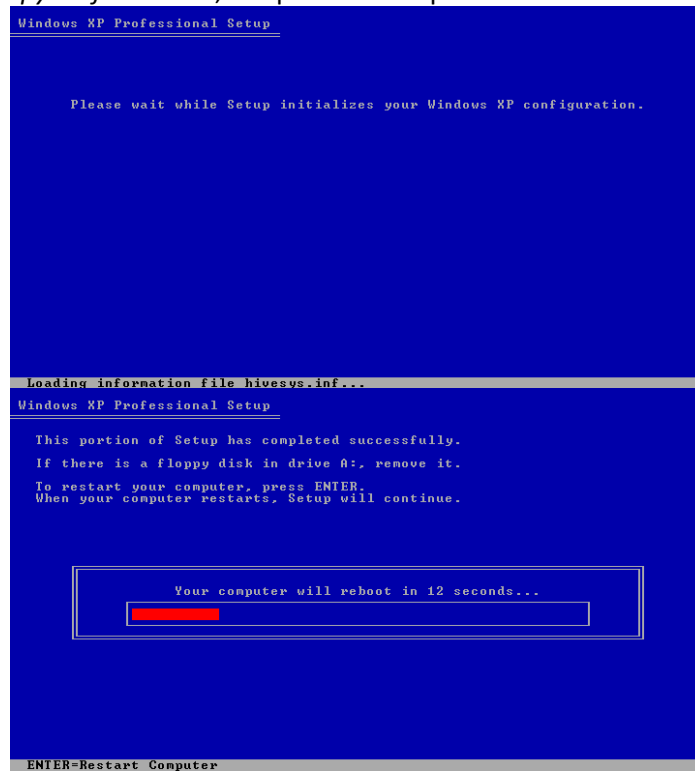 Windows XP Professional Setup
Please wait while Setup initializes your Windows XP configuration.
Loading information file hivesys.inf...
Windows XP Professional Setup
This portion of Setup has completed successfully.
If there is a floppy disk in drive A:, remove it.
To restart your computer, press ENTER.
When your computer restarts, Setup will continue.
Your computer will reboot in 12 seconds...
ENTER=Restart Computer